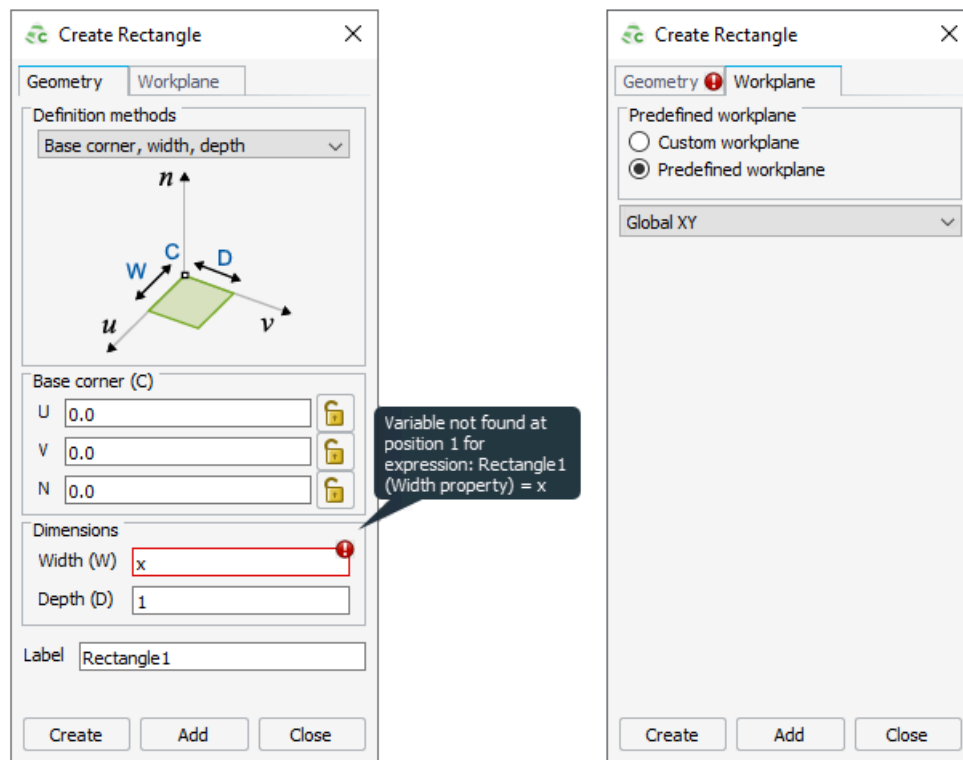 Create Rectangle
Geometry Workplane
Definition methods
Base corner, width, depth
n
C
D
W
u
v
Base corner (C)
U 0.0
V 0.0
N 0.0
Variable not found at
position 1 for
expression: Rectangle1
(Width property) = x
Dimensions
Width (W) x
Depth (D) 1
Label Rectangle1
Create Add Close
Create Rectangle
Geometry Workplane
Predefined workplane
Custom workplane
Predefined workplane
Global XY
Create Add Close